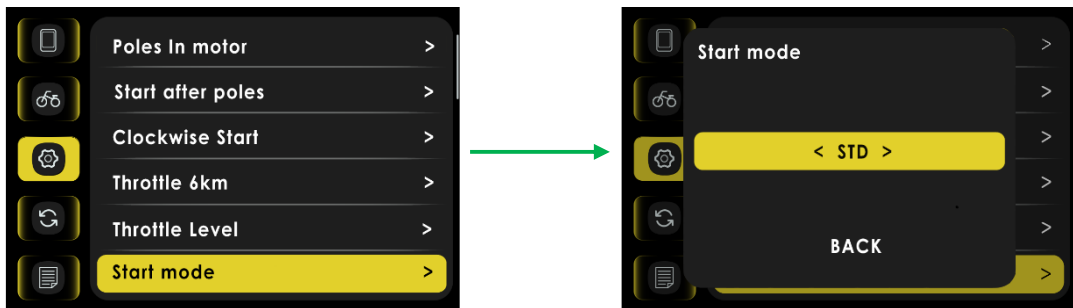 Poles In motor >
Start after poles >
Clockwise Start >
Throttle 6km >
Throttle Level >
Start mode >
Start mode
< STD >
BACK
>
>
>
>
>
>